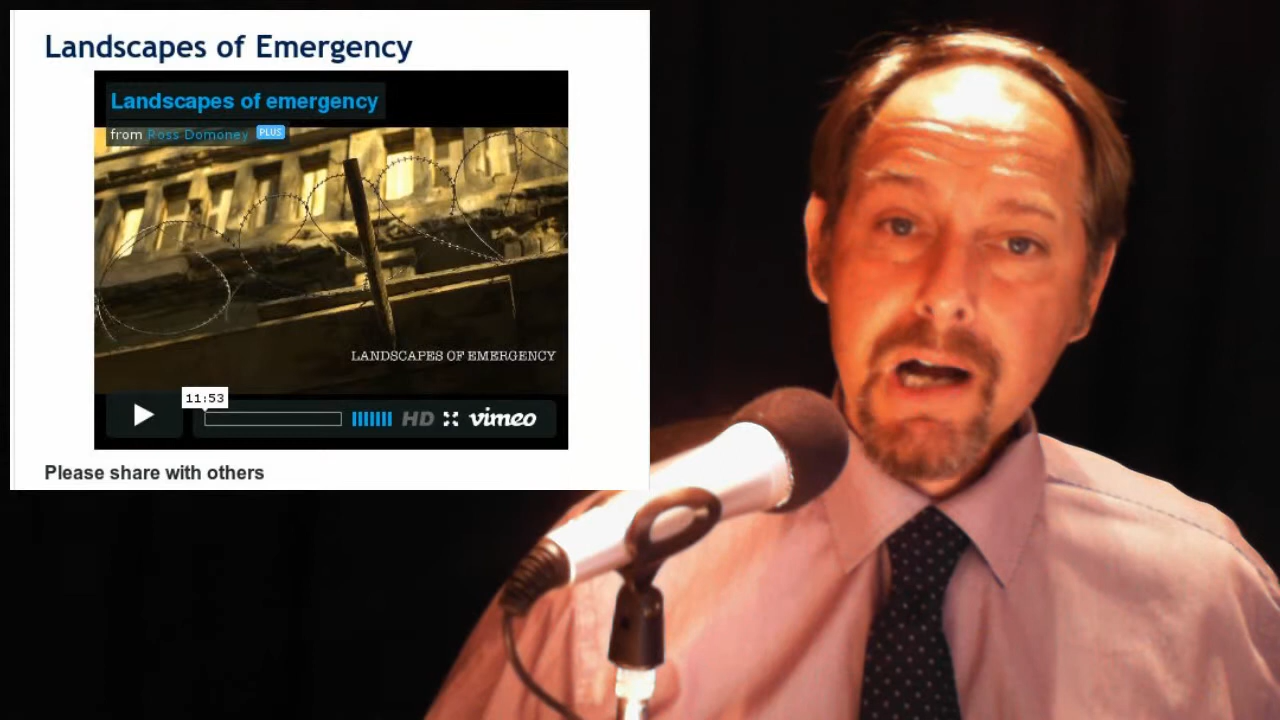 Landscapes of Emergency
Landscapes of emergency
from Ross Domoney PLUS
LANDSCAPES OF EMERGENCY
11:53
HD vimeo
Please share with others